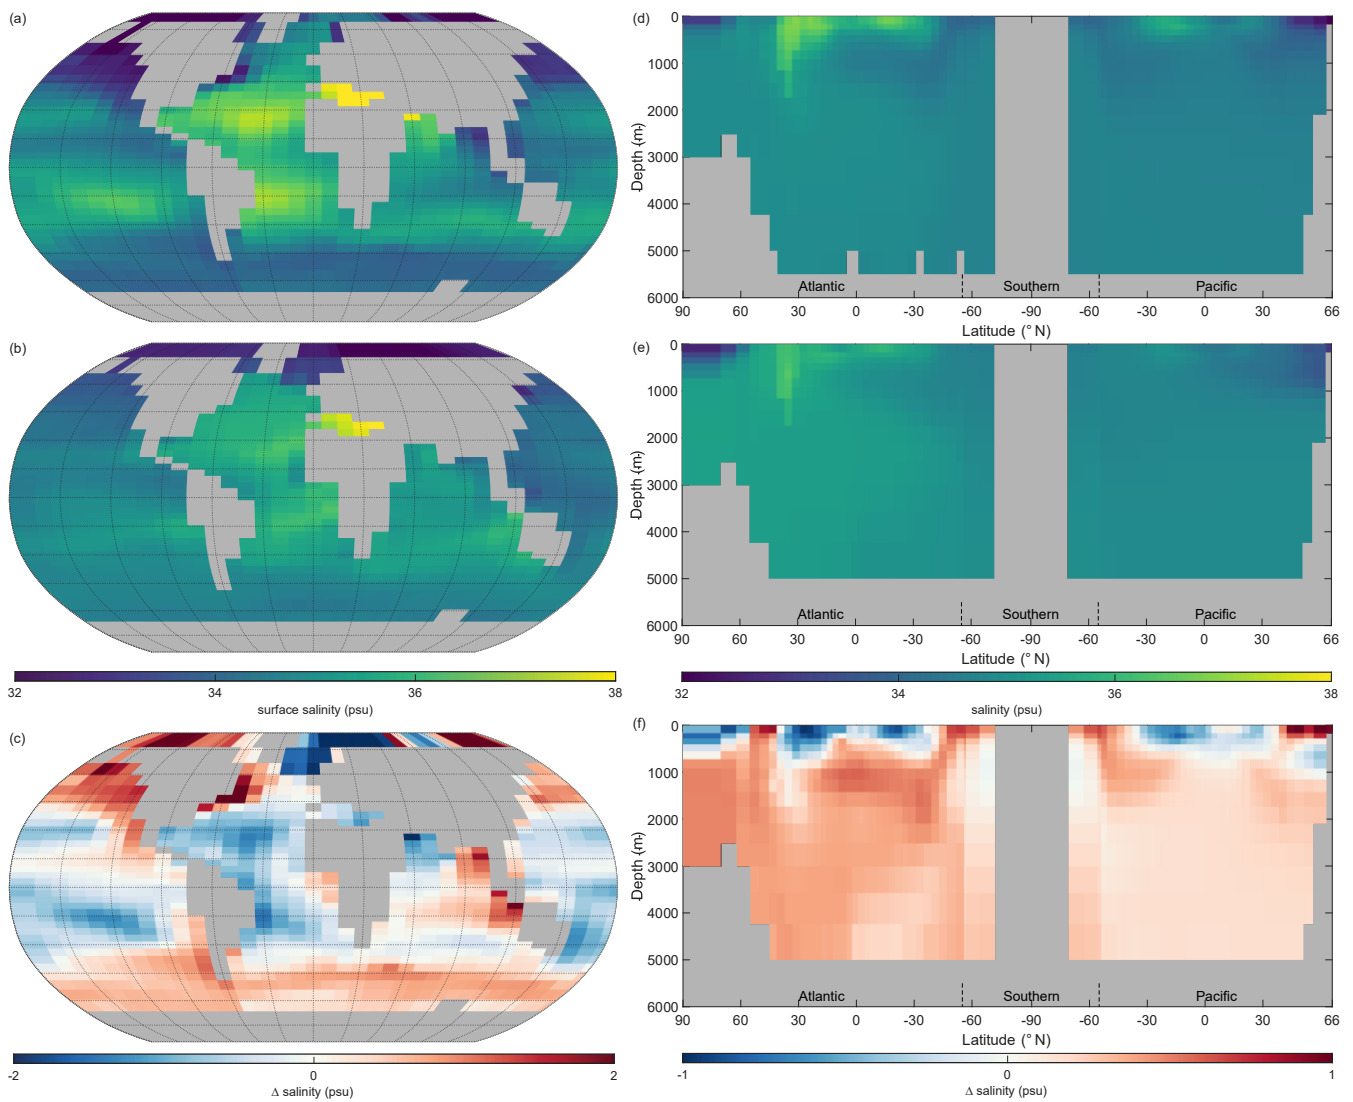 (a)
(b)
32 34 36 38
surface salinity (psu)
(c)
-2 0 2
Δ salinity (psu)
(d)
0
1000
2000
3000
4000
5000
6000
Depth (m)
Atlantic Southern Pacific
90 60 30 0 -30 -60 -90 -60 -30 0 30 66
Latitude (° N)
(e)
0
1000
2000
3000
4000
5000
6000
Depth (m)
Atlantic Southern Pacific
90 60 30 0 -30 -60 -90 -60 -30 0 30 66
Latitude (° N)
32 34 36 38
salinity (psu)
(f)
0
1000
2000
3000
4000
5000
6000
Depth (m)
Atlantic Southern Pacific
90 60 30 0 -30 -60 -90 -60 -30 0 30 66
Latitude (° N)
-1 0 1
Δ salinity (psu)